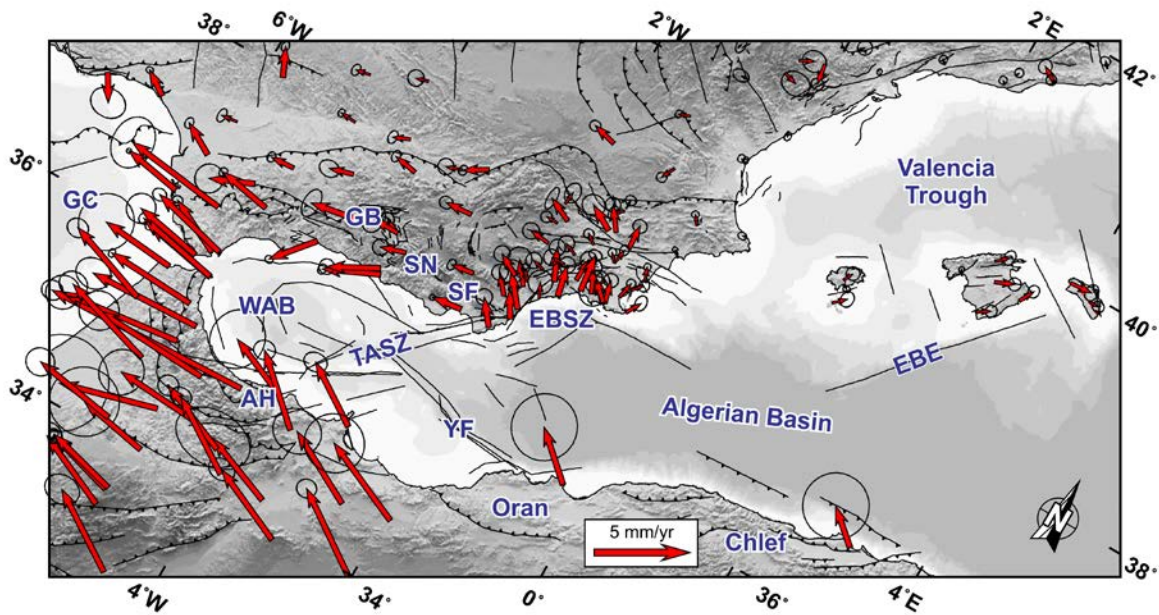 38°
6°W
2°W
2°E
42°
36°
GC
Valencia
Trough
GB
SN
SF
WAB
EBSZ
TASZ
40°
EBE
34°
AH
Algerian Basin
YF
N
Oran
5 mm/yr
Chlef
38°
4°W
34°
0°
36°
4°E